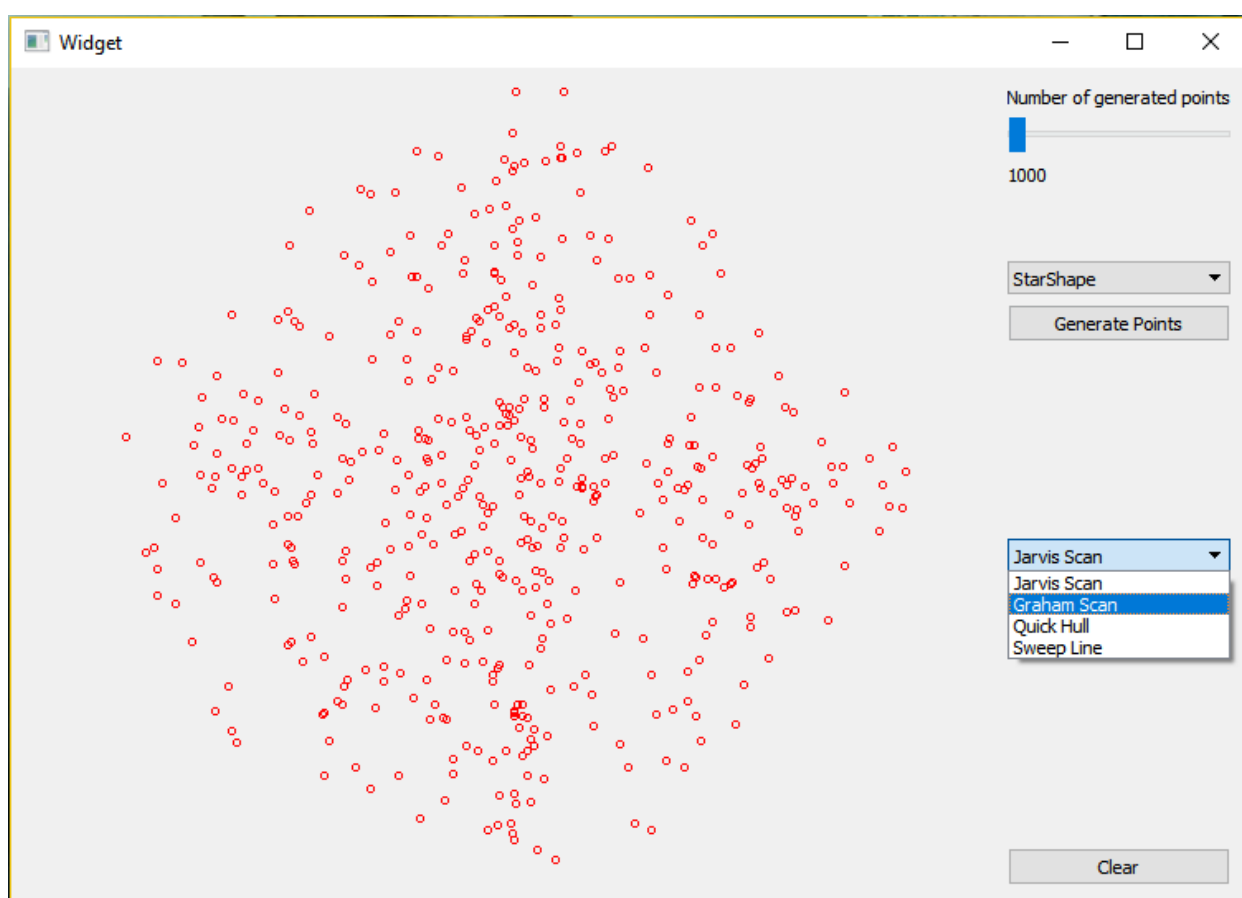 Widget
Number of generated points
1000
StarShape
Generate Points
Jarvis Scan
Jarvis Scan
Graham Scan
Quick Hull
Sweep Line
Clear